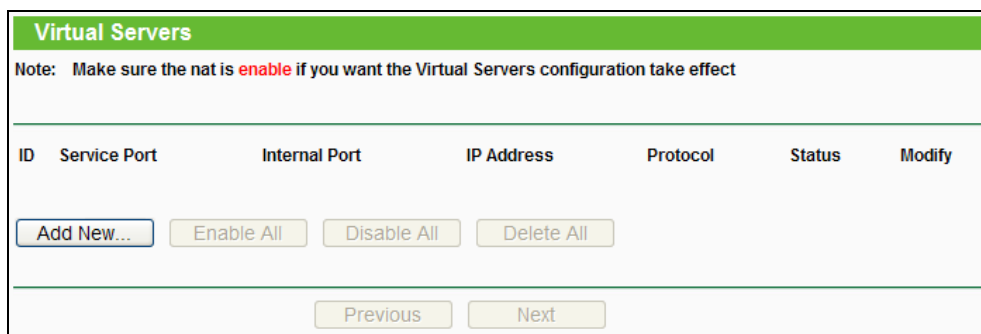 Virtual Servers
Note: Make sure the nat is enable if you want the Virtual Servers configuration take effect
ID Service Port Internal Port IP Address Protocol Status Modify
Add New... Enable All Disable All Delete All
Previous Next